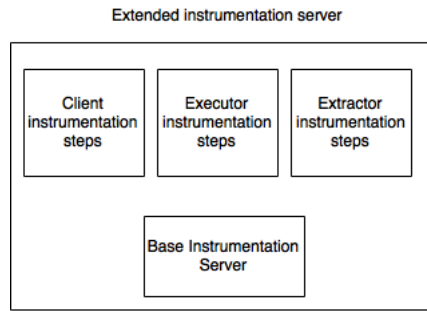 Extended instrumentation server
Client
instrumentation
steps
Executor
instrumentation
steps
Extractor
instrumentation
steps
Base Instrumentation
Server